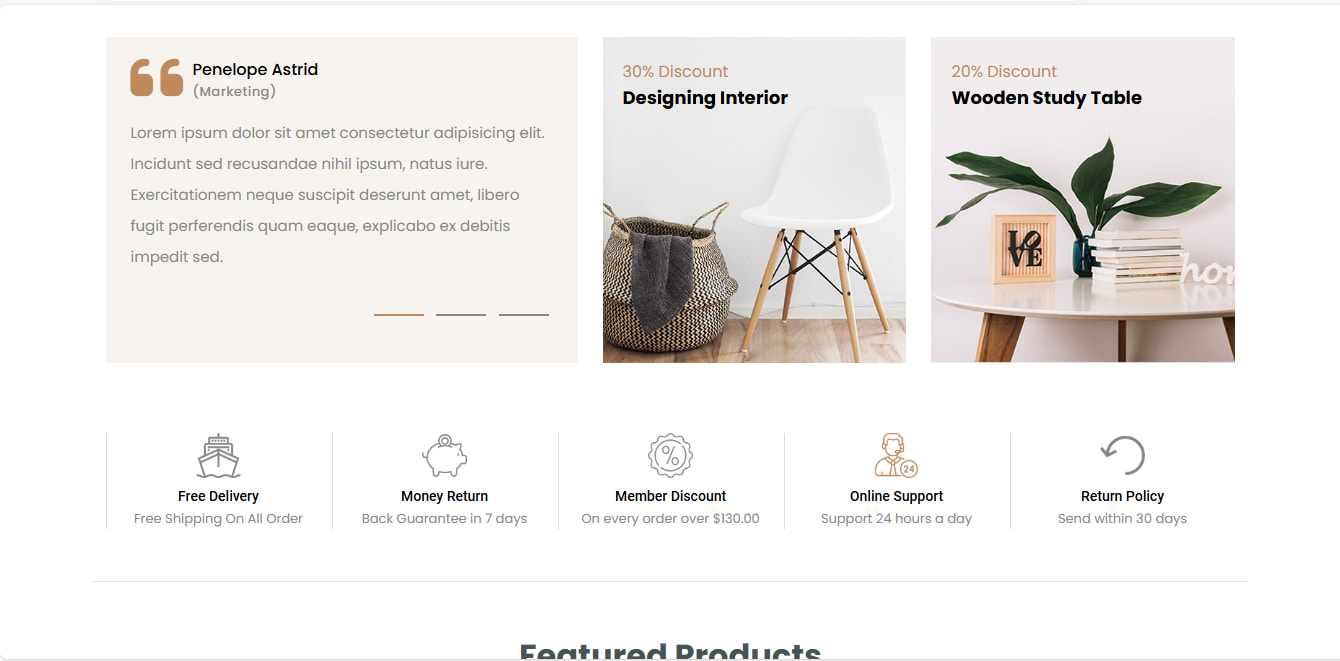 Penelope Astrid
(Marketing)
Lorem ipsum dolor sit amet consectetur adipisicing elit.
Incidunt sed recusandae nihil ipsum, natus iure.
Exercitationem neque suscipit deserunt amet, libero
fugit perferendis quam eaque, explicabo ex debitis
impedit sed.
30% Discount
Designing Interior
20% Discount
Wooden Study Table
LOVE
Free Delivery
Free Shipping On All Order
Money Return
Back Guarantee in 7 days
Member Discount
On every order over $130.00
24
Online Support
Support 24 hours a day
Return Policy
Send within 30 days
Featured Products